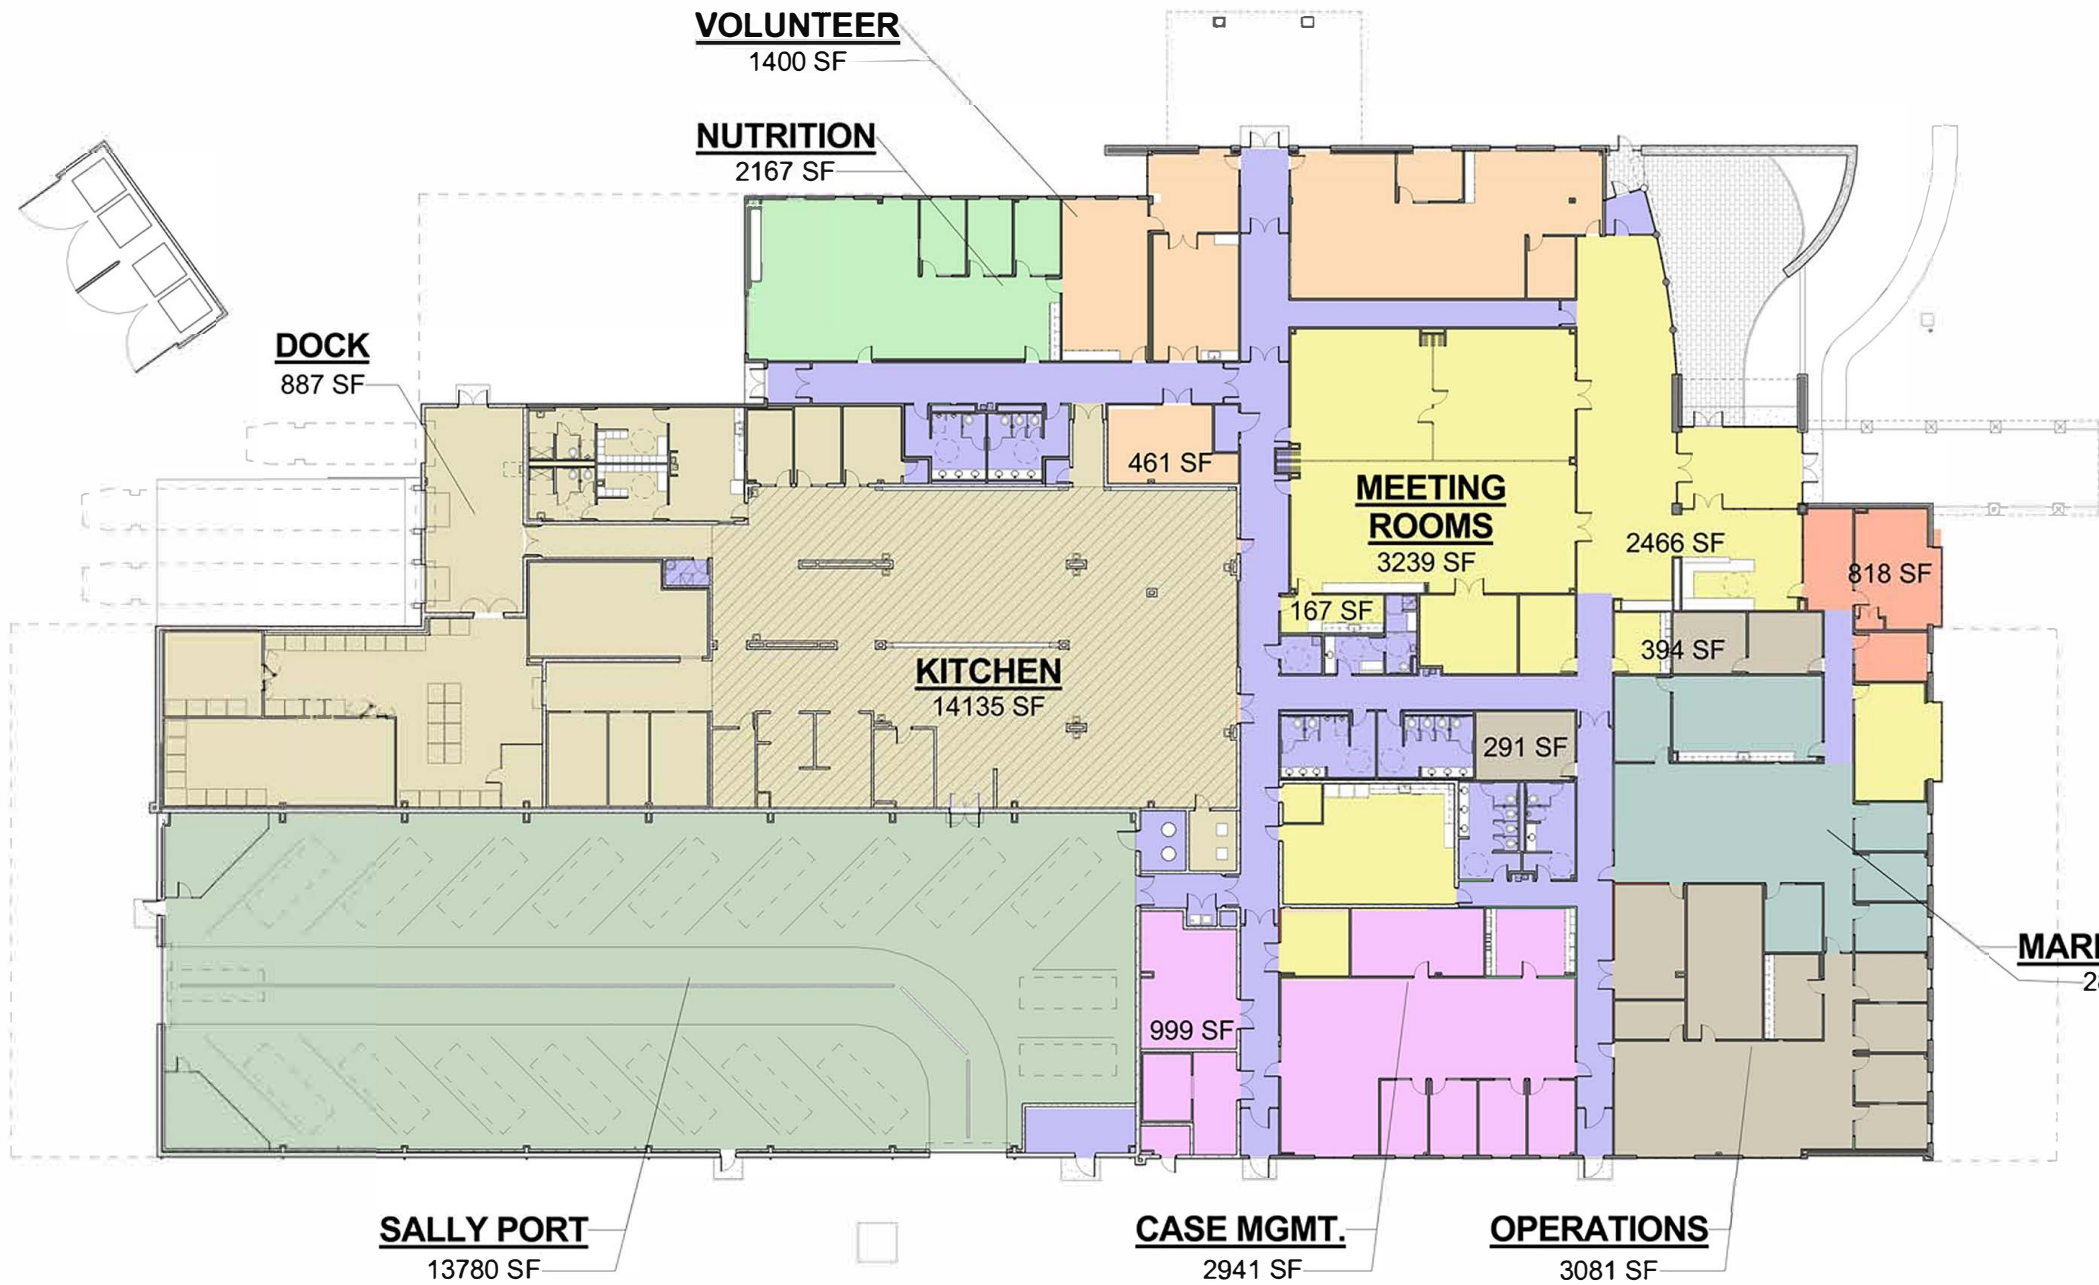 VOLUNTEER
1400 SF
NUTRITION
2167 SF
DOCK
887 SF
461 SF
MEETING
ROOMS
3239 SF
2466 SF
818 SF
167 SF
394 SF
KITCHEN
14135 SF
291 SF
999 SF
SALLY PORT
13780 SF
CASE MGMT.
2941 SF
OPERATIONS
3081 SF